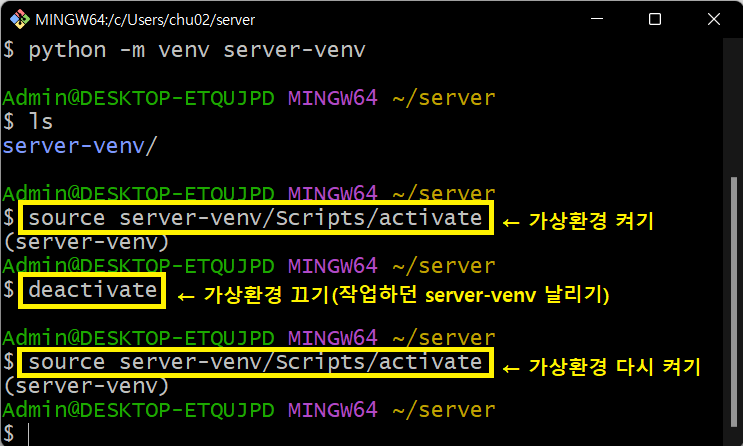 MINGW64:/c/Users/chu02/server
$ python -m venv server-venv
Admin@DESKTOP-ETQUJPD MINGW64 ~/server
$ ls
server-venv/
Admin@DESKTOP-ETQUJPD MINGW64 ~/server
$ source server-venv/Scripts/activate ← 가상환경 켜기
(server-venv)
Admin@DESKTOP-ETQUJPD MINGW64 ~/server
$ deactivate ← 가상환경 끄기(작업하던 server-venv 날리기)
Admin@DESKTOP-ETQUJPD MINGW64 ~/server
$ source server-venv/Scripts/activate ← 가상환경 다시 켜기
(server-venv)
Admin@DESKTOP-ETQUJPD MINGW64 ~/server
$